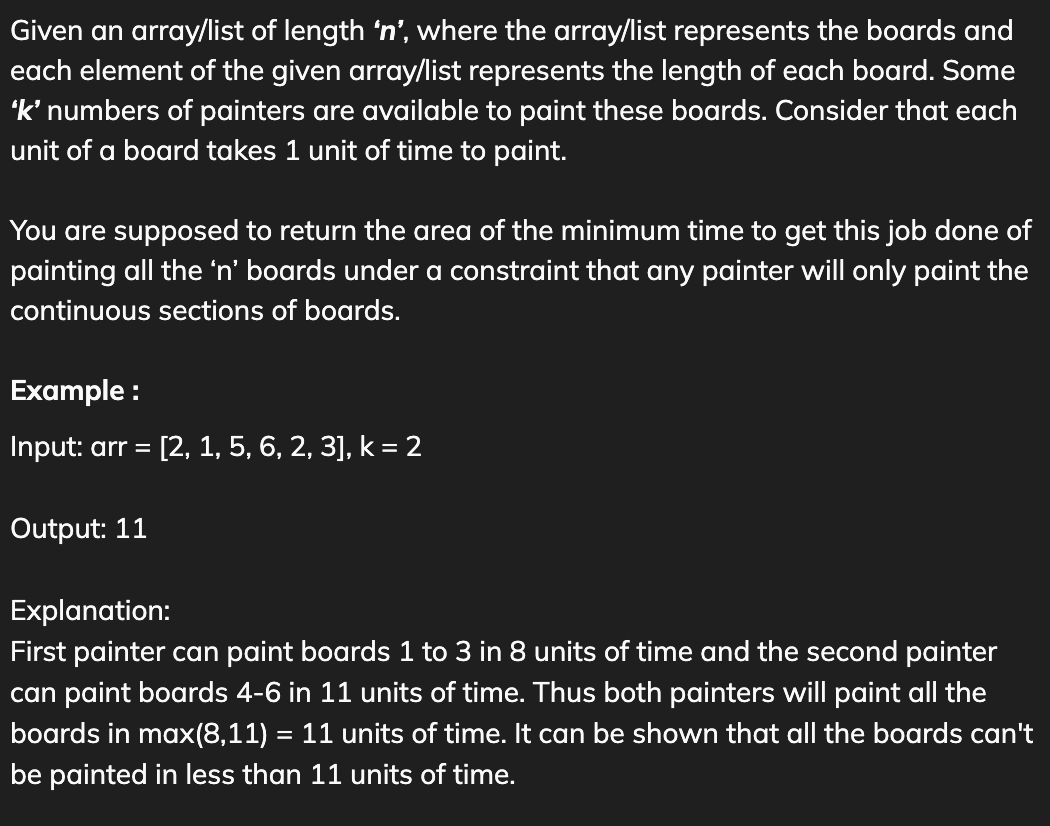 Given an array/list of length ‘n’, where the array/list represents the boards and
each element of the given array/list represents the length of each board. Some
‘k’ numbers of painters are available to paint these boards. Consider that each
unit of a board takes 1 unit of time to paint.
You are supposed to return the area of the minimum time to get this job done of
painting all the ‘n’ boards under a constraint that any painter will only paint the
continuous sections of boards.
Example :
Input: arr = [2, 1, 5, 6, 2, 3], k = 2
Output: 11
Explanation:
First painter can paint boards 1 to 3 in 8 units of time and the second painter
can paint boards 4-6 in 11 units of time. Thus both painters will paint all the
boards in max(8,11) = 11 units of time. It can be shown that all the boards can't
be painted in less than 11 units of time.